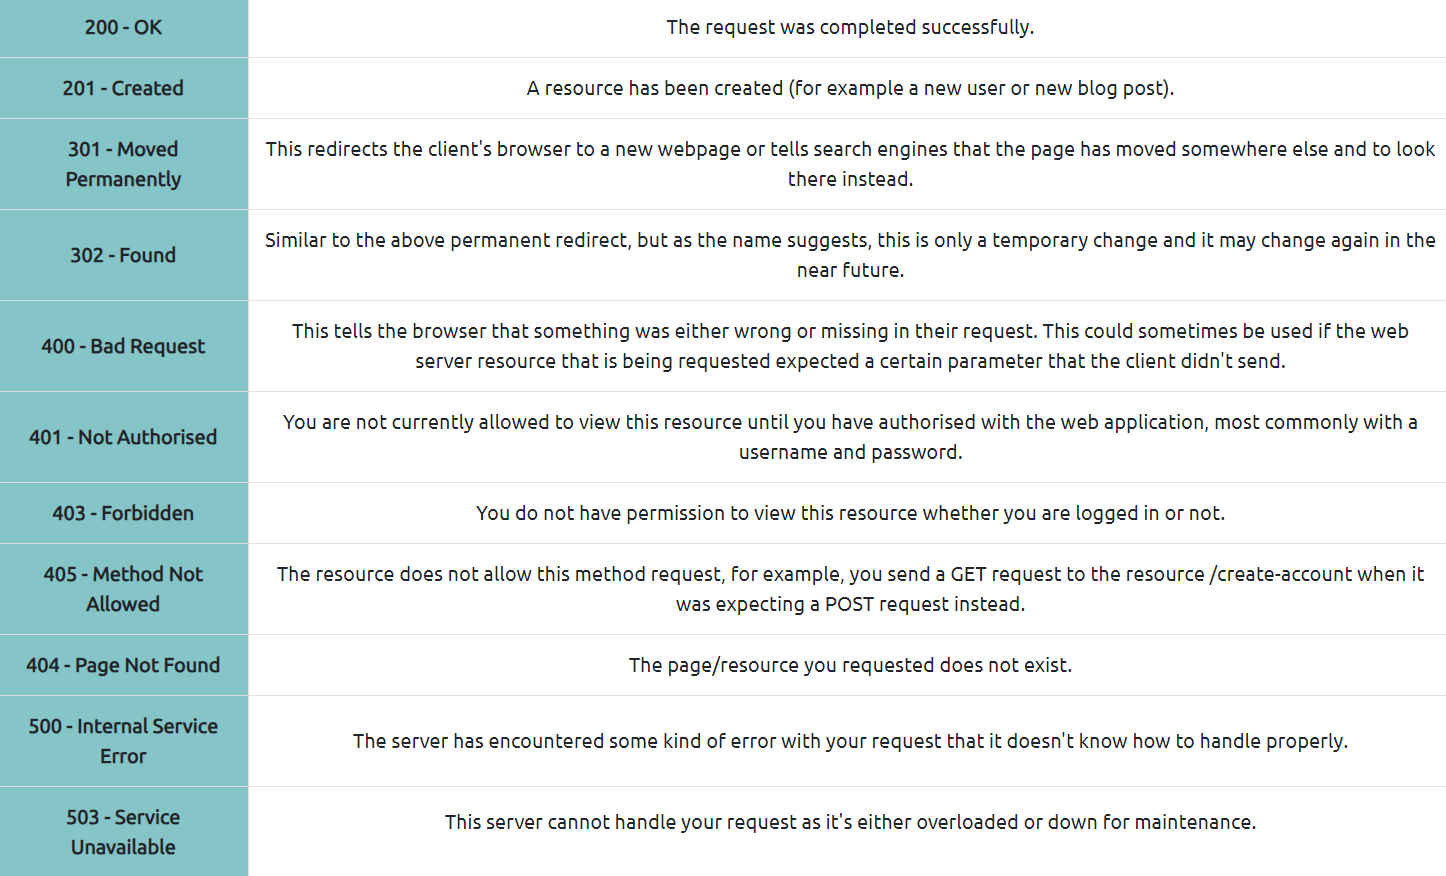 200 - OK
The request was completed successfully.
201 - Created
A resource has been created (for example a new user or new blog post).
301 - Moved
Permanently
This redirects the client's browser to a new webpage or tells search engines that the page has moved somewhere else and to look
there instead.
302 - Found
Similar to the above permanent redirect, but as the name suggests, this is only a temporary change and it may change again in the
near future.
400 - Bad Request
This tells the browser that something was either wrong or missing in their request. This could sometimes be used if the web
server resource that is being requested expected a certain parameter that the client didn't send.
401 - Not Authorised
You are not currently allowed to view this resource until you have authorised with the web application, most commonly with a
username and password.
403 - Forbidden
You do not have permission to view this resource whether you are logged in or not.
405 - Method Not
Allowed
The resource does not allow this method request, for example, you send a GET request to the resource /create-account when it
was expecting a POST request instead.
404 - Page Not Found
The page/resource you requested does not exist.
500 - Internal Service
Error
The server has encountered some kind of error with your request that it doesn't know how to handle properly.
503 - Service
Unavailable
This server cannot handle your request as it's either overloaded or down for maintenance.